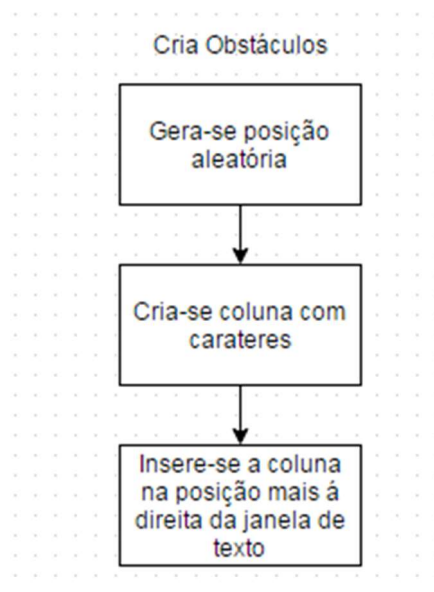 Cria Obstáculos
Gera-se posição
aleatória
Cria-se coluna com
carateres
Insere-se a coluna
na posição mais á
direita da janela de
texto